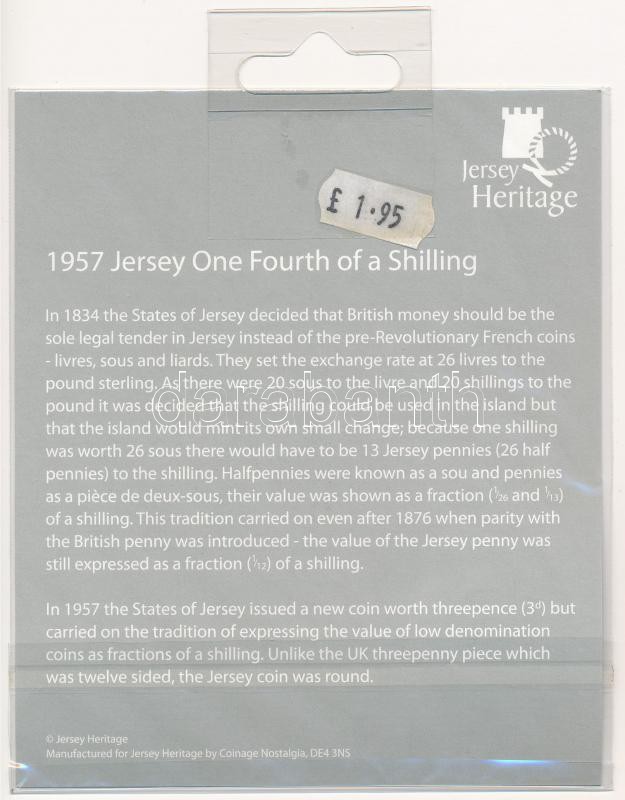 Jersey
Heritage
£ 1.95
1957 Jersey One Fourth of a Shilling
In 1834 the States of Jersey decided that British money should be the
sole legal tender in Jersey instead of the pre-Revolutionary French coins
- livres, sous and liards. They set the exchange rate at 26 livres to the
pound sterling. As there were 20 sous to the livre and 20 shillings to the
pound it was decided that the shilling could be used in the island but
that the island would mint its own small change; because one shilling
was worth 26 sous there would have to be 13 Jersey pennies (26 half
pennies) to the shilling. Halfpennies were known as a sou and pennies
as a pièce de deux-sous, their value was shown as a fraction (1/26 and 1/13)
of a shilling. This tradition carried on even after 1876 when parity with
the British penny was introduced - the value of the Jersey penny was
still expressed as a fraction (1/12) of a shilling.
In 1957 the States of Jersey issued a new coin worth threepence (3d) but
carried on the tradition of expressing the value of low denomination
coins as fractions of a shilling. Unlike the UK threepenny piece which
was twelve sided, the Jersey coin was round.
© Jersey Heritage
Manufactured for Jersey Heritage by Coinage Nostalgia, DE4 3NS
darabanth